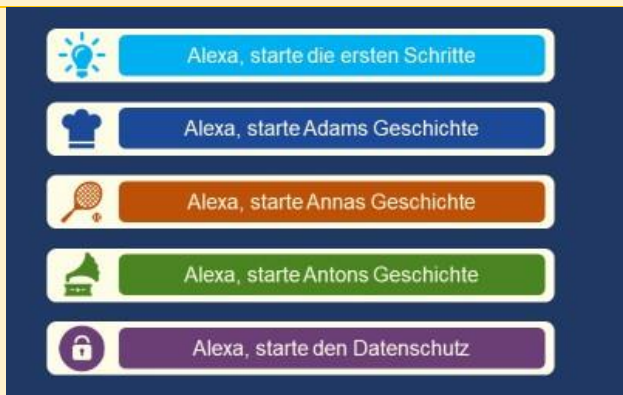 Alexa, starte die ersten Schritte
Alexa, starte Adams Geschichte
Alexa, starte Annas Geschichte
Alexa, starte Antons Geschichte
Alexa, starte den Datenschutz